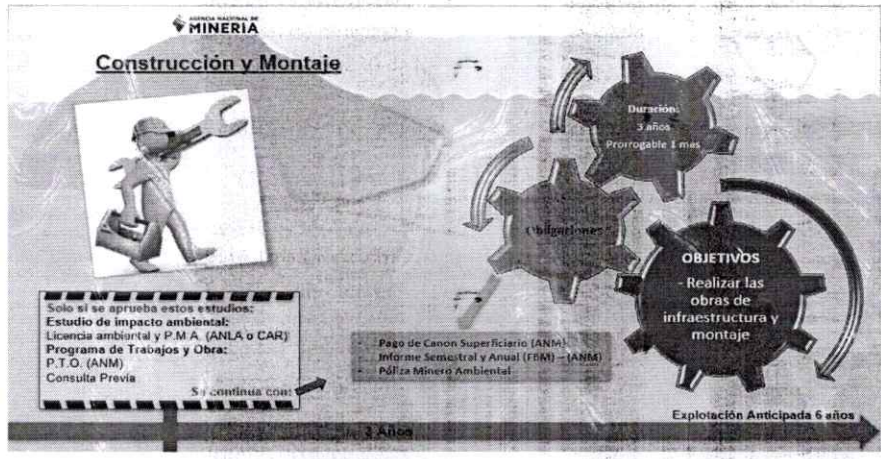 AGENCIA NACIONAL DE
MINERÍA
Construcción y Montaje
Duración:
3 años
Prorrogable 1 mas
Obligaciones
OBJETIVOS
- Realizar las
obras de
infraestructura y
montaje
Solo si se aprueba estos estudios:
Estudio de impacto ambiental:
Licencia ambiental y P.M.A. (ANLA o CAR)
Programa de Trabajos y Obra:
P.T.O. (ANM)
Consulta Previa
Se continua con:
- Pago de Canon Superficiario (ANM)
- Informe Semestral y Anual (FBM) – (ANM)
- Póliza Minero Ambiental
Explotación Anticipada 6 años
3 Años